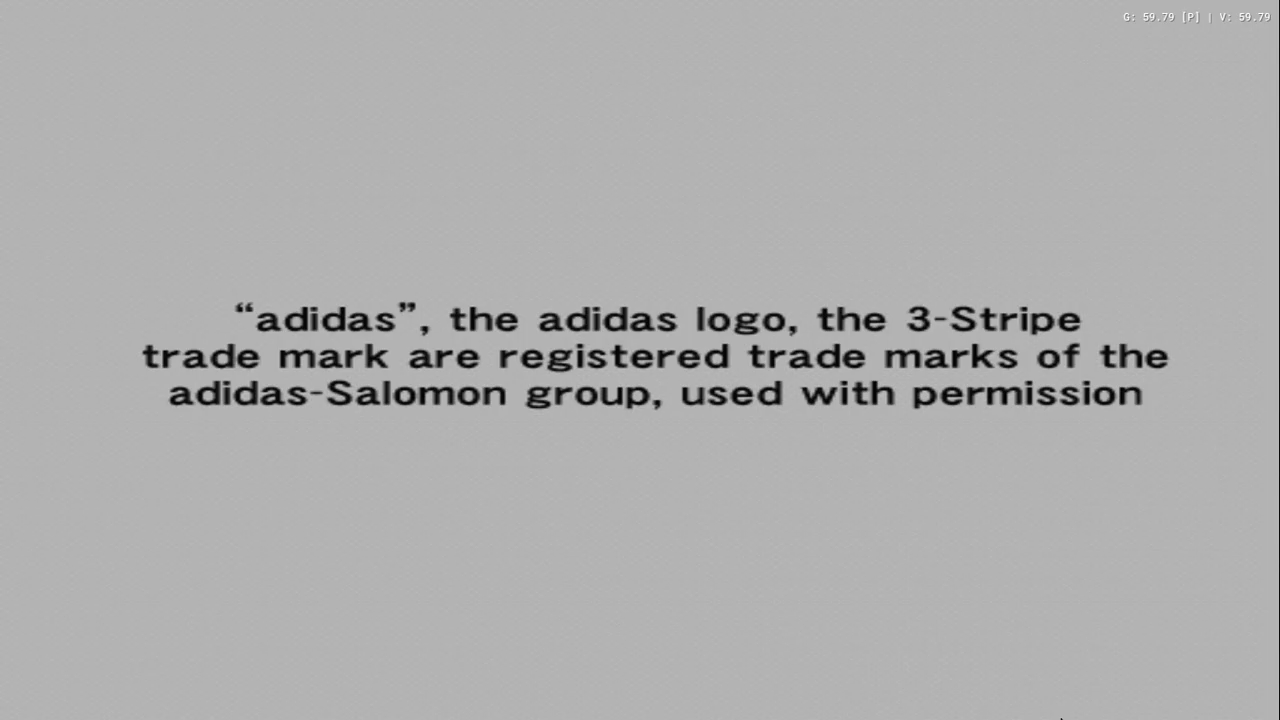 G: 59.79 [P] | V: 59.79
“adidas”, the adidas logo, the 3-Stripe
trade mark are registered trade marks of the
adidas-Salomon group, used with permission